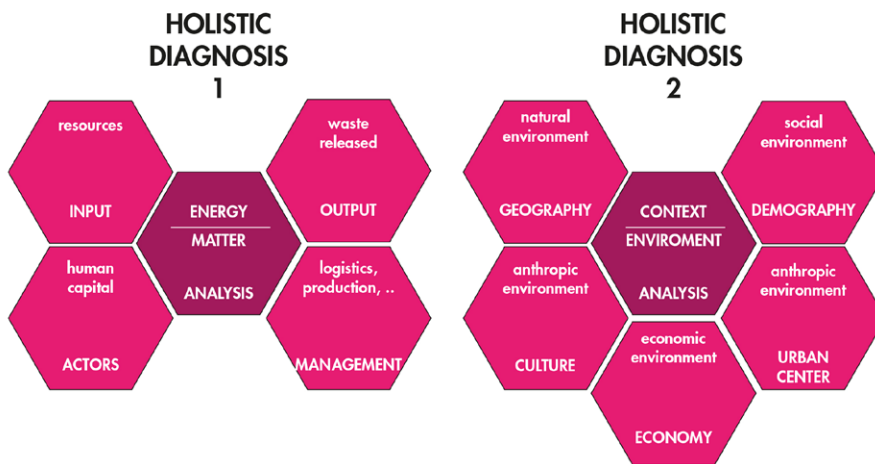 HOLISTIC
DIAGNOSIS
1
resources
INPUT
waste
released
OUTPUT
ENERGY
MATTER
ANALYSIS
human
capital
ACTORS
logistics,
production, ..
MANAGEMENT
HOLISTIC
DIAGNOSIS
2
natural
environment
GEOGRAPHY
social
environment
DEMOGRAPHY
CONTEXT
ENVIROMENT
ANALYSIS
anthropic
environment
CULTURE
anthropic
environment
URBAN
CENTER
economic
environment
ECONOMY